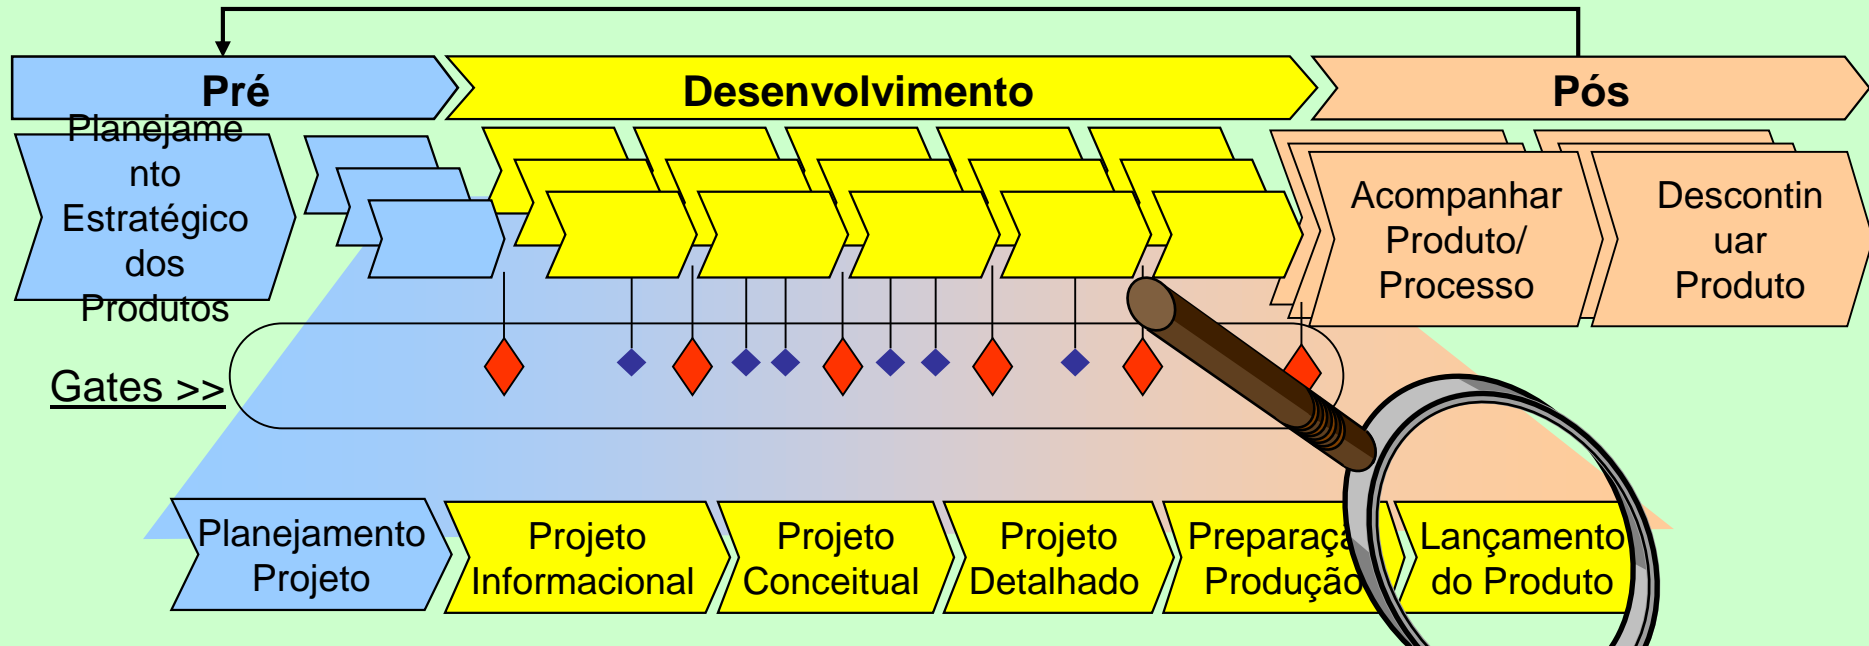 Pré
Desenvolvimento
Pós
Planejame
nto
Estratégico
dos
Produtos
Acompanhar
Produto/
Processo
Descontin
uar
Produto
Gates >>
Planejamento
Projeto
Projeto
Informacional
Projeto
Conceitual
Projeto
Detalhado
Preparaçã
Produção
Lançamento
do Produto